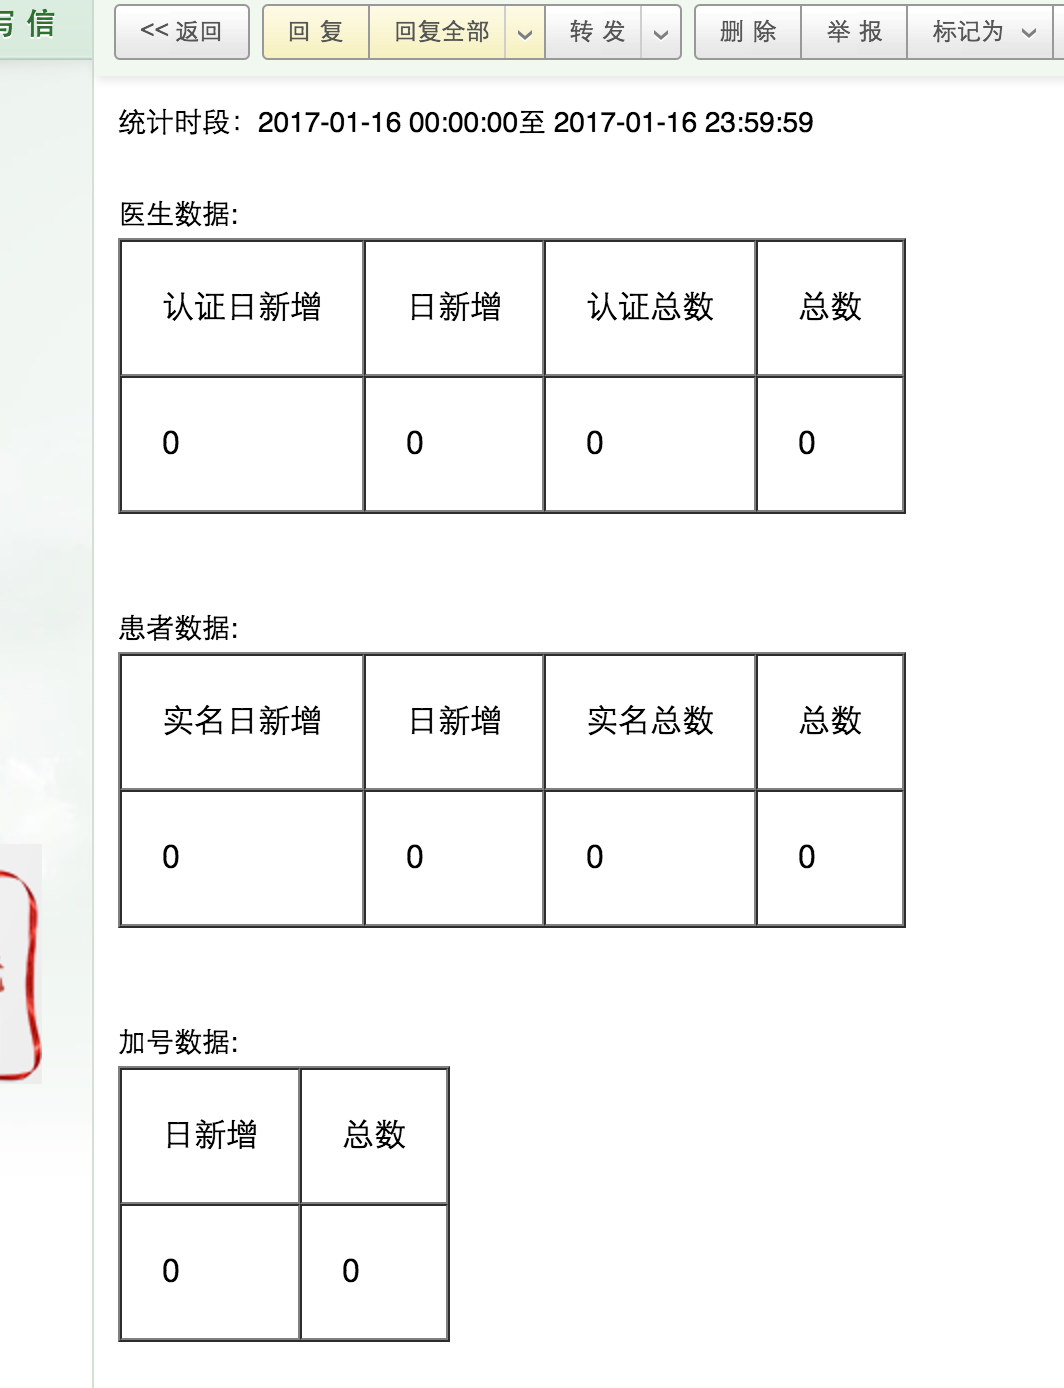 信
<< 返回 回 复 回复全部 转 发 删 除 举 报 标记为
统计时段：2017-01-16 00:00:00至 2017-01-16 23:59:59
医生数据:
认证日新增 日新增 认证总数 总数
0 0 0 0
患者数据:
实名日新增 日新增 实名总数 总数
0 0 0 0
加号数据:
日新增 总数
0 0